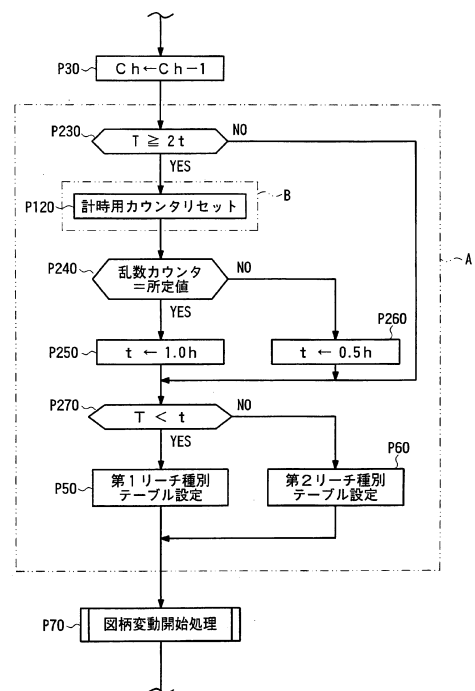 P30
Ch←Ch−1
P230
T ≧ 2t
NO
YES
B
P120
計時用カウンタリセット
A
P240
乱数カウンタ
＝所定値
NO
YES
P260
P250
t ← 1.0h
t ← 0.5h
P270
T < t
NO
YES
P60
P50
第1リーチ種別
テーブル設定
第2リーチ種別
テーブル設定
P70
図柄変動開始処理